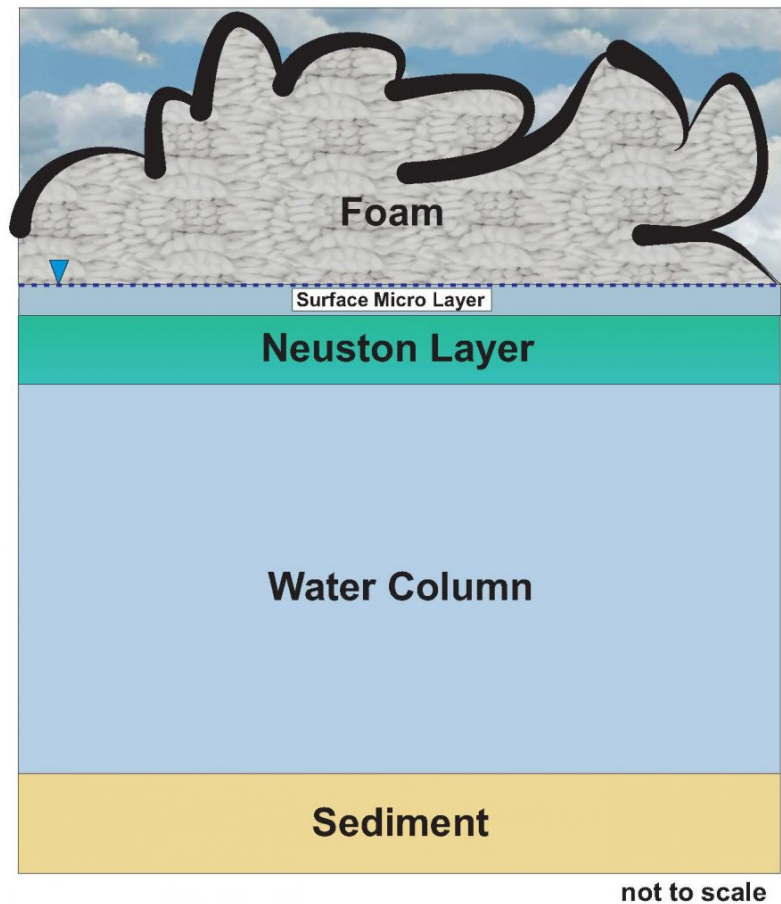 Foam
Surface Micro Layer
Neuston Layer
Water Column
Sediment
not to scale